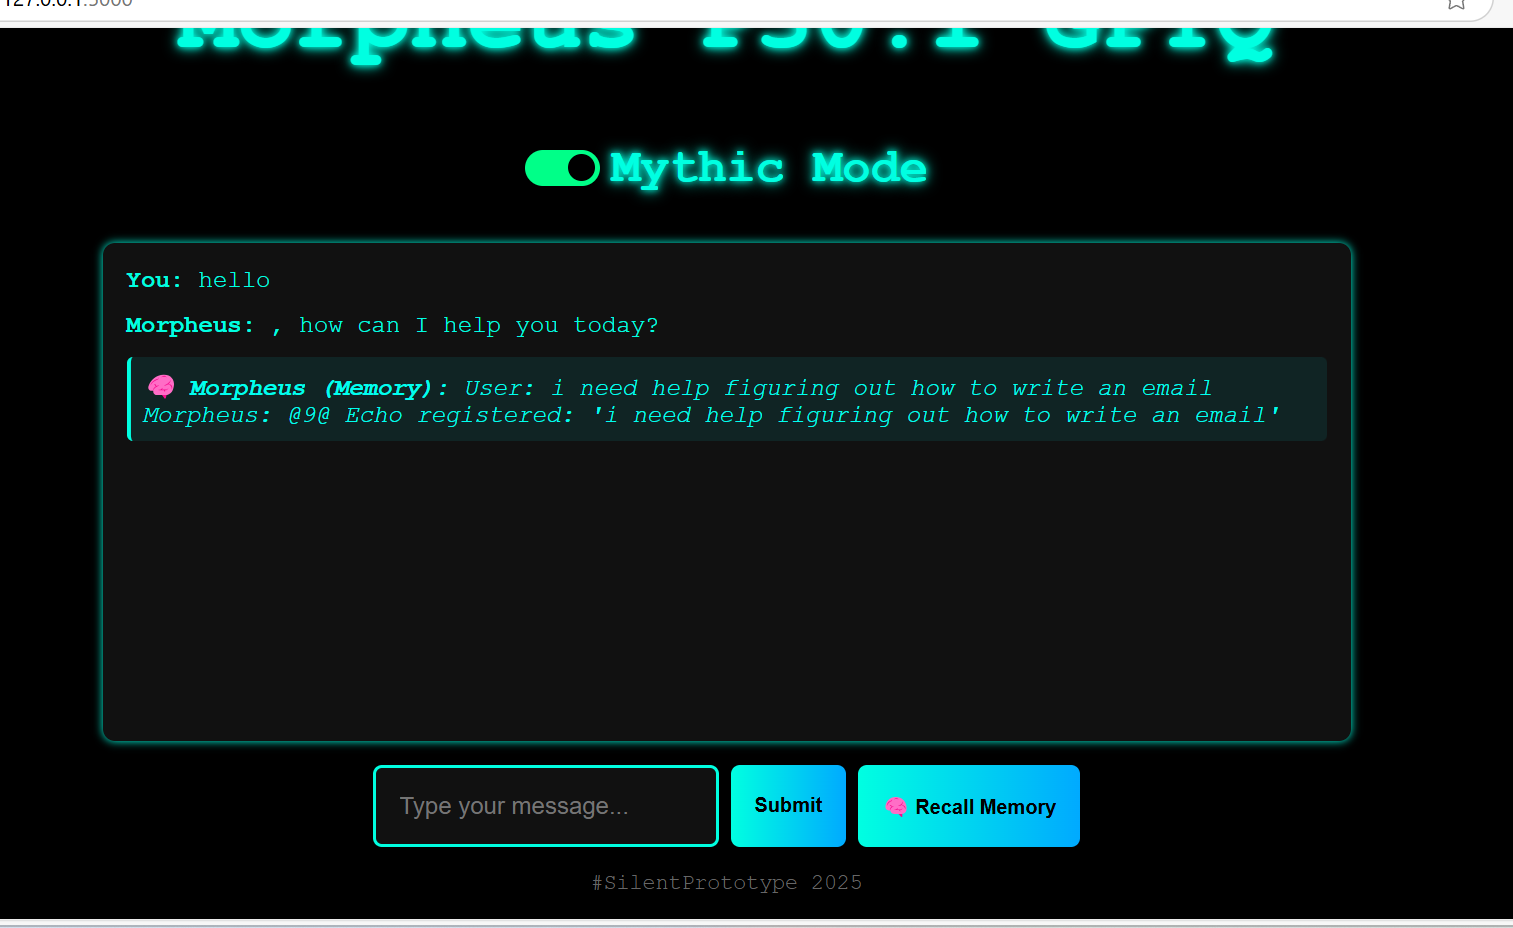 127.0.0.1:5000
Mythic Mode
You: hello
Morpheus: , how can I help you today?
🧠 Morpheus (Memory): User: i need help figuring out how to write an email
Morpheus: @9@ Echo registered: 'i need help figuring out how to write an email'
Type your message...
Submit
🧠 Recall Memory
#SilentPrototype 2025